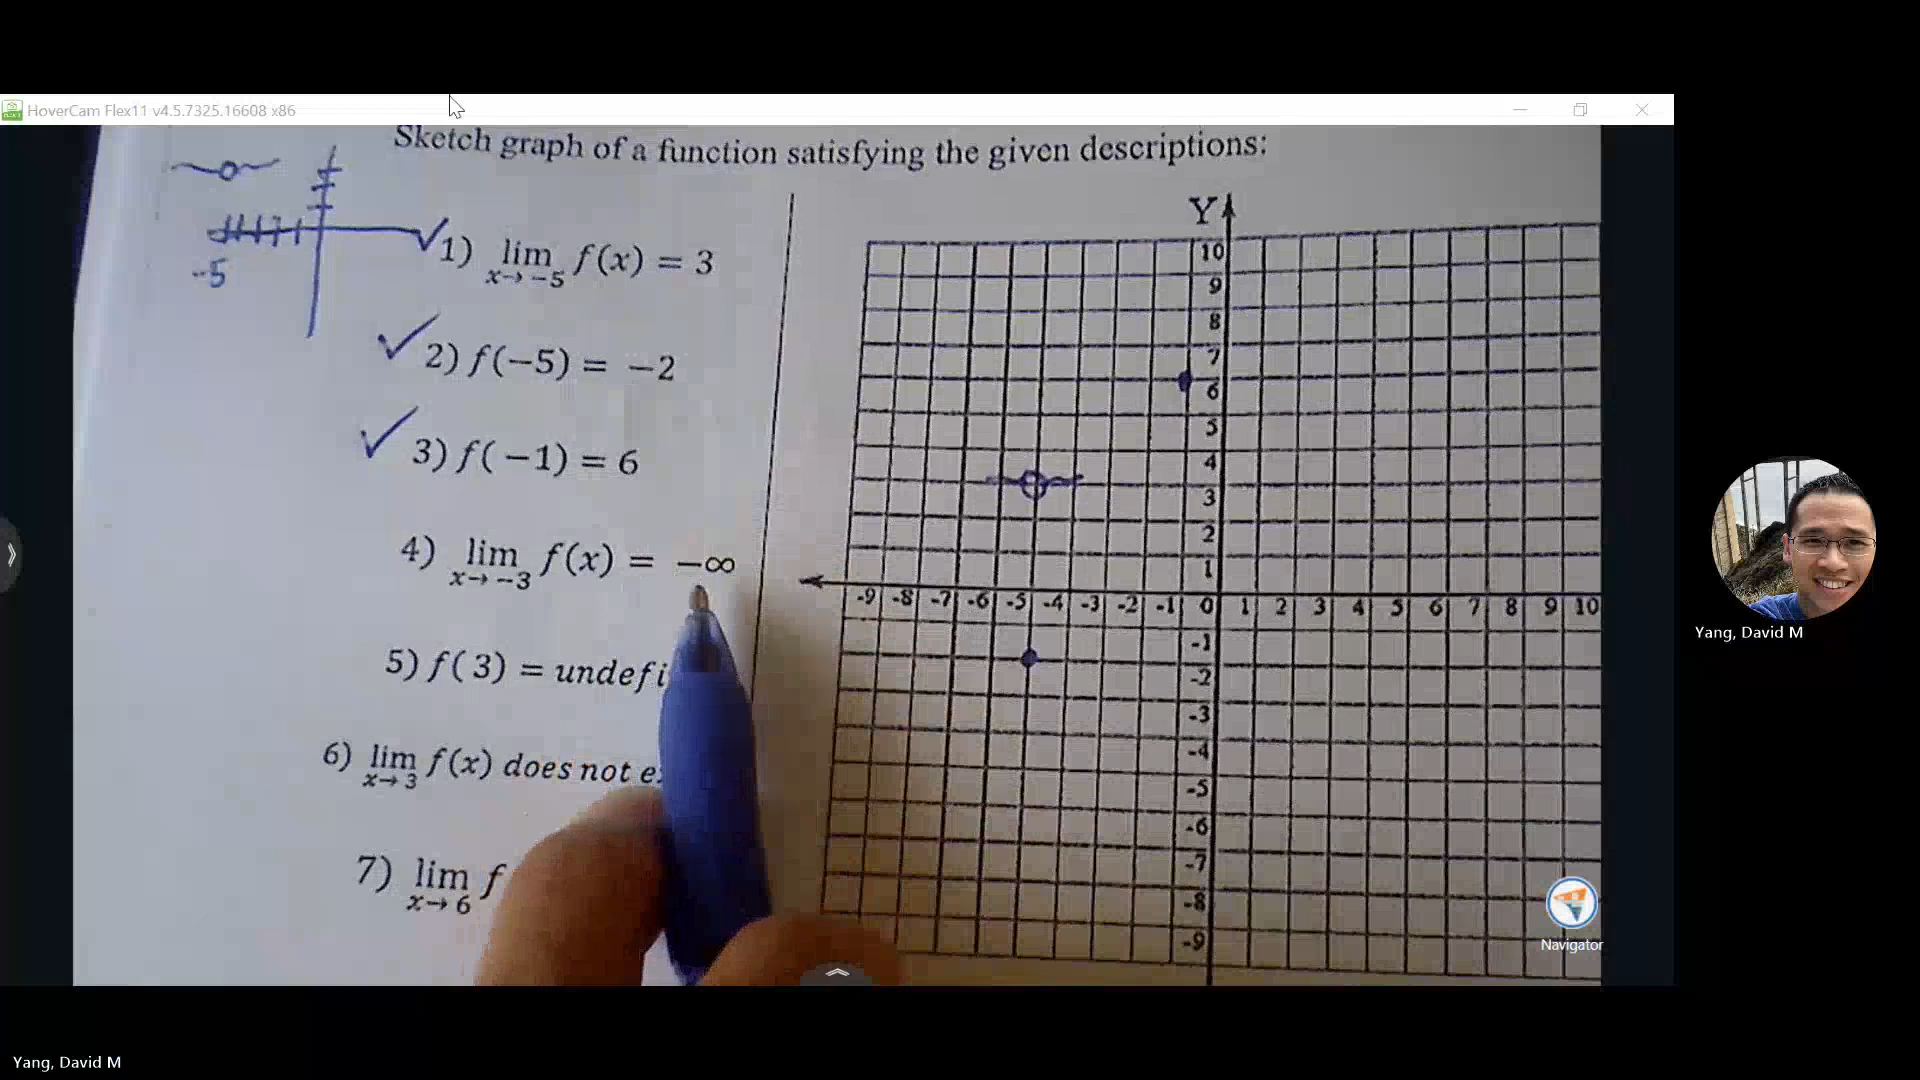 HoverCam Flex11 v4.5.7325.16608 x86
Sketch graph of a function satisfying the given descriptions:
-5
✓1) lim x→ −5 f(x) = 3
✓2) f(−5) = −2
✓3) f(−1) = 6
4) lim x→ −3 f(x) = −∞
5) f(3) = undefi
6) lim x→ 3 f(x) does not e
7) lim x→ 6 f
Y
10
9
8
7
6
5
4
3
2
1
-9 -8 -7 -6 -5 -4 -3 -2 -1 0 1 2 3 4 5 6 7 8 9 10
-1
-2
-3
-4
-5
-6
-7
-8
-9
Navigator
Yang, David M
Yang, David M